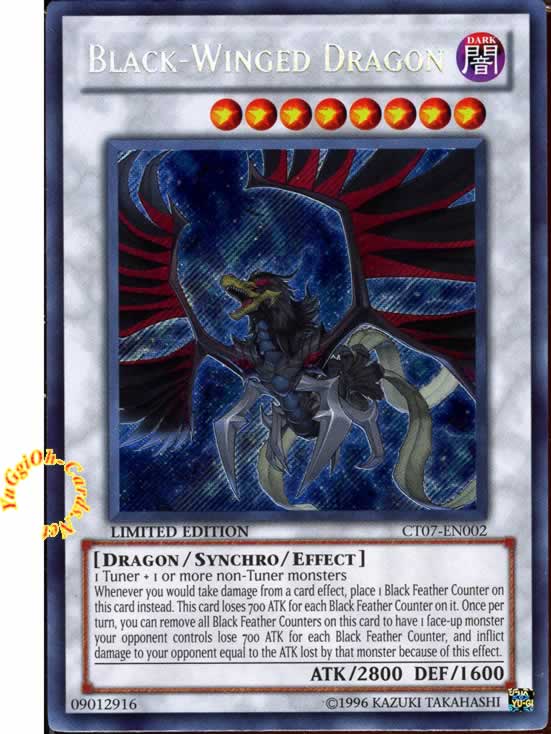 BLACK-WINGED DRAGON
DARK
闇
YuGgiOh-Cards.Net
LIMITED EDITION CT07-EN002
[DRAGON/SYNCHRO/EFFECT]
1 Tuner + 1 or more non-Tuner monsters
Whenever you would take damage from a card effect, place 1 Black Feather Counter on
this card instead. This card loses 700 ATK for each Black Feather Counter on it. Once per
turn, you can remove all Black Feather Counters on this card to have 1 face-up monster
your opponent controls lose 700 ATK for each Black Feather Counter, and inflict
damage to your opponent equal to the ATK lost by that monster because of this effect.
ATK/2800 DEF/1600
09012916 ©1996 KAZUKI TAKAHASHI